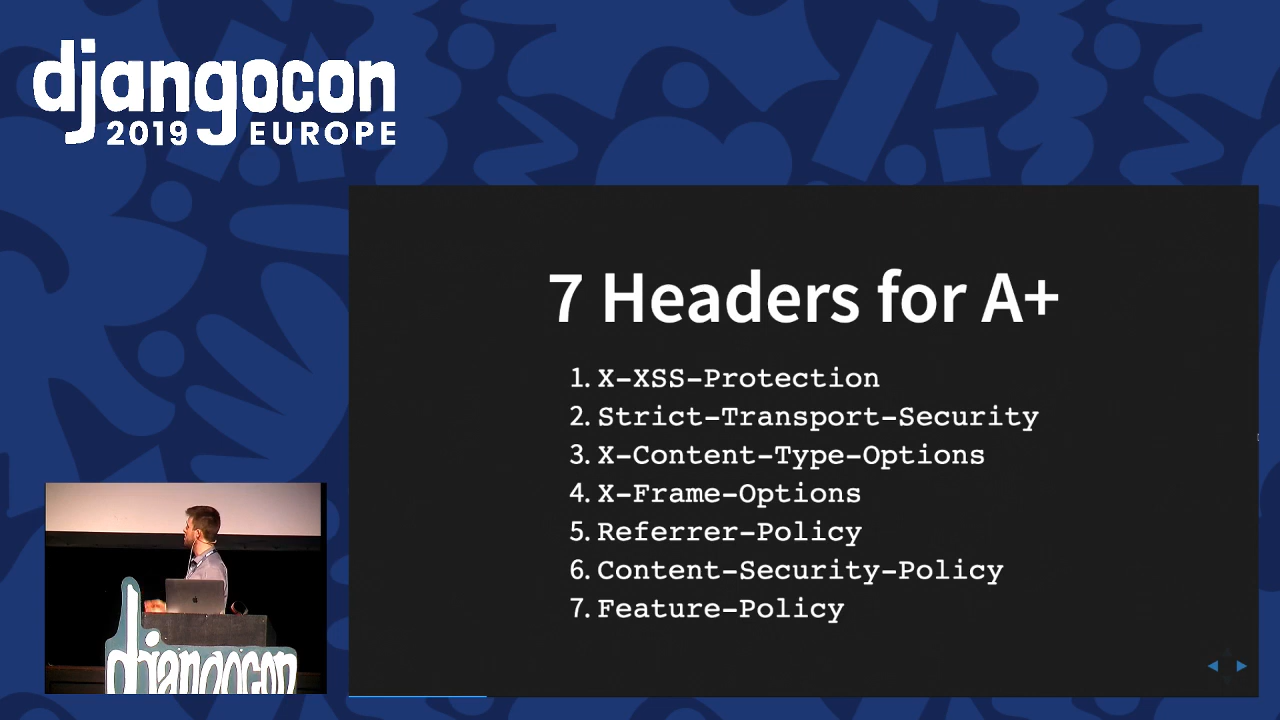 djangocon
2019 EUROPE
7 Headers for A+
1. X-XSS-Protection
2. Strict-Transport-Security
3. X-Content-Type-Options
4. X-Frame-Options
5. Referrer-Policy
6. Content-Security-Policy
7. Feature-Policy
djangocon